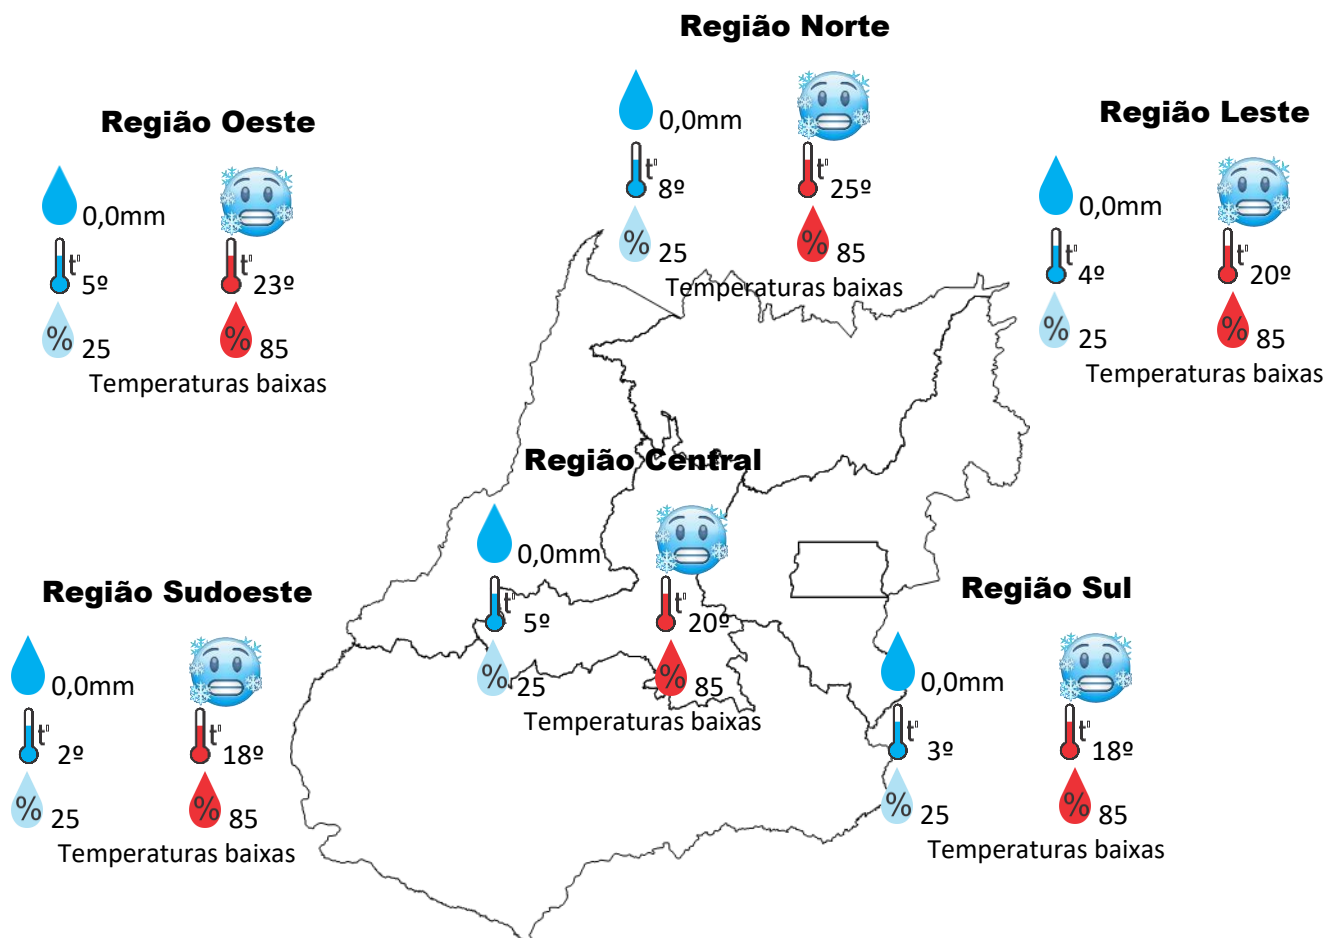 Região Norte
0,0mm
t°
8º
t°
25º
% 25
% 85
Temperaturas baixas
Região Oeste
0,0mm
t°
5º
t°
23º
% 25
% 85
Temperaturas baixas
Região Leste
0,0mm
t°
4º
t°
20º
% 25
% 85
Temperaturas baixas
Região Central
0,0mm
t°
5º
t°
20º
% 25
% 85
Temperaturas baixas
Região Sudoeste
0,0mm
t°
2º
t°
18º
% 25
% 85
Temperaturas baixas
Região Sul
0,0mm
t°
3º
t°
18º
% 25
% 85
Temperaturas baixas